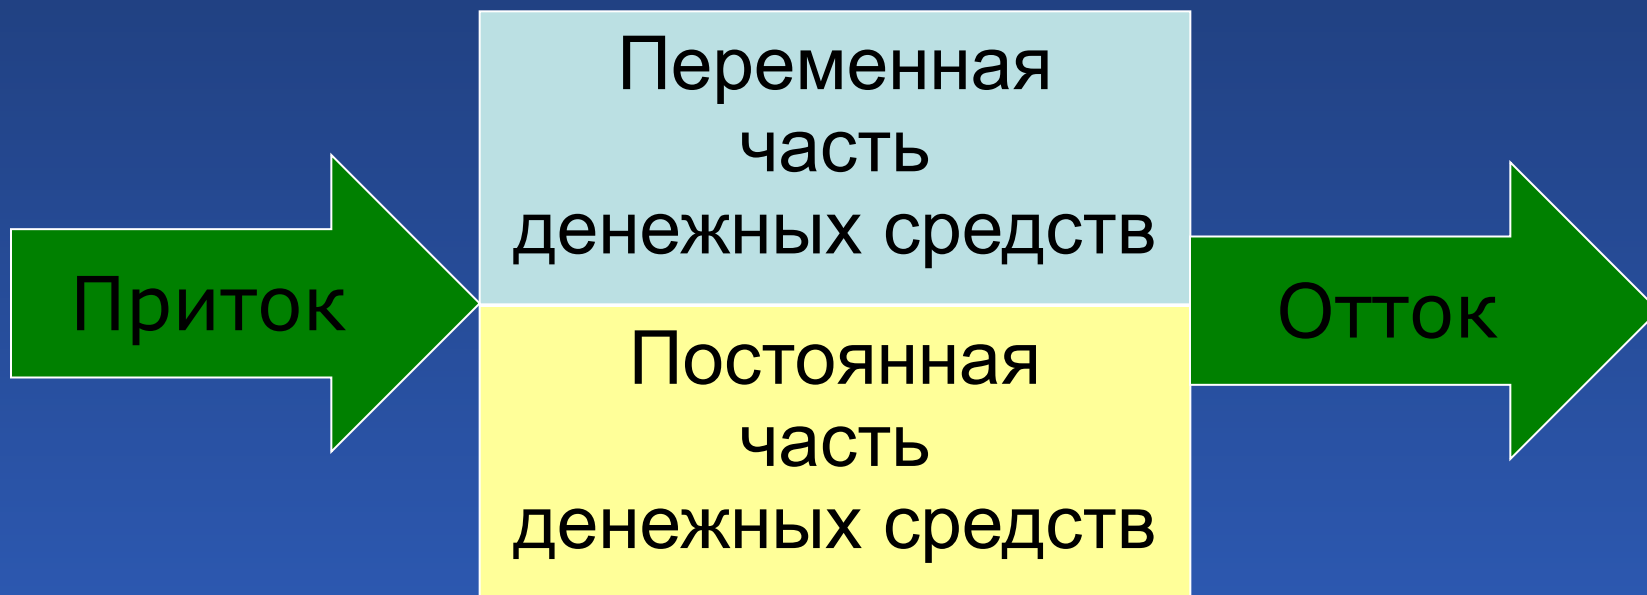 Приток
Переменная
часть
денежных средств
Постоянная
часть
денежных средств
Отток